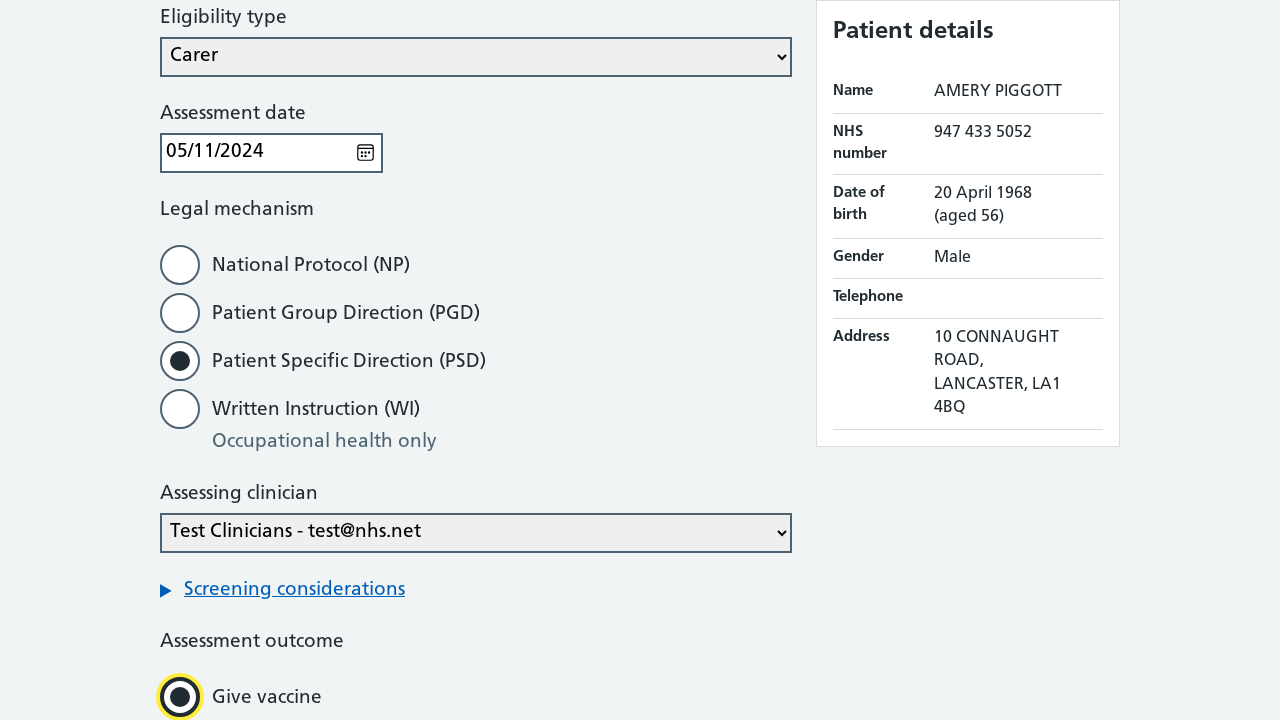 Eligibility type
Carer
Assessment date
05/11/2024
Legal mechanism
National Protocol (NP)
Patient Group Direction (PGD)
Patient Specific Direction (PSD)
Written Instruction (WI)
Occupational health only
Assessing clinician
Test Clinicians - test@nhs.net
Screening considerations
Assessment outcome
Give vaccine
Patient details
Name AMERY PIGGOTT
NHS number 947 433 5052
Date of birth 20 April 1968
(aged 56)
Gender Male
Telephone
Address 10 CONNAUGHT
ROAD,
LANCASTER, LA1
4BQ